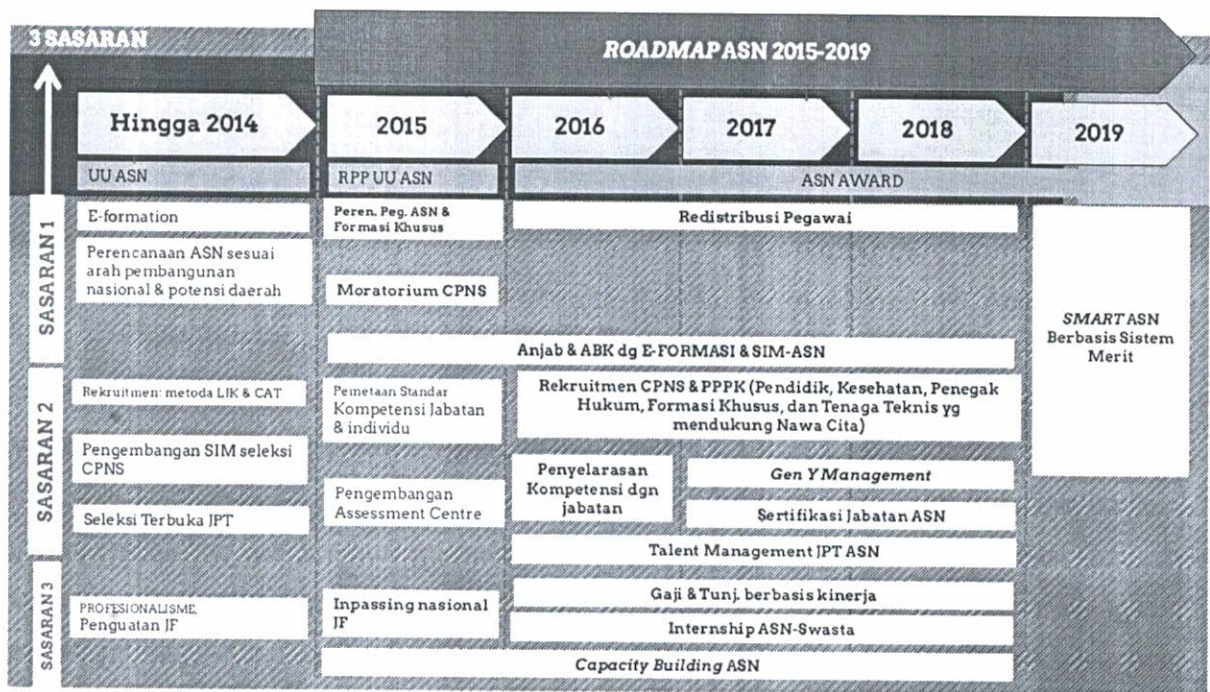 3 SASARAN
ROADMAP ASN 2015-2019
Hingga 2014
2015
2016
2017
2018
2019
UU ASN
RPP UU ASN
ASN AWARD
SASARAN 1
E-formation
Perencanaan ASN sesuai
arah pembangunan
nasional & potensi daerah
Peren. Peg. ASN &
Formasi Khusus
Moratorium CPNS
Redistribusi Pegawai
Anjab & ABK dg E-FORMASI & SIM-ASN
SMART ASN
Berbasis Sistem
Merit
SASARAN 2
Rekruitmen: metoda LJK & CAT
Pengembangan SIM seleksi
CPNS
Seleksi Terbuka JPT
Pemetaan Standar
Kompetensi Jabatan
& individu
Pengembangan
Assessment Centre
Rekruitmen CPNS & PPPK (Pendidik, Kesehatan, Penegak
Hukum, Formasi Khusus, dan Tenaga Teknis yg
mendukung Nawa Cita)
Penyelarasan
Kompetensi dgn
jabatan
Gen Y Management
Sertifikasi Jabatan ASN
Talent Management JPT ASN
SASARAN 3
PROFESIONALISME,
Penguatan JF
Inpassing nasional
JF
Gaji & Tunj. berbasis kinerja
Internship ASN-Swasta
Capacity Building ASN